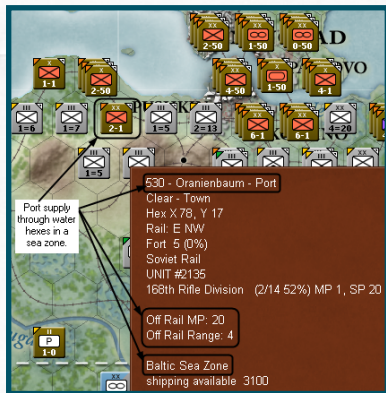 2-50
1-50
0-50
AD
1-1
2-50
4-50
1-50
4-1
OVO
1=6
1=7
2-1
1=5
2=13
6-1
6-1
4=20
1=5
Port supply
through water
hexes in a
sea zone.
530 - Oranienbaum - Port
Clear - Town
Hex X 78, Y 17
Rail: E NW
Fort 5 (0%)
Soviet Rail
UNIT #2135
168th Rifle Division (2/14 52%) MP 1, SP 20
Off Rail MP: 20
Off Rail Range: 4
Baltic Sea Zone
shipping available 3100
P
1-0